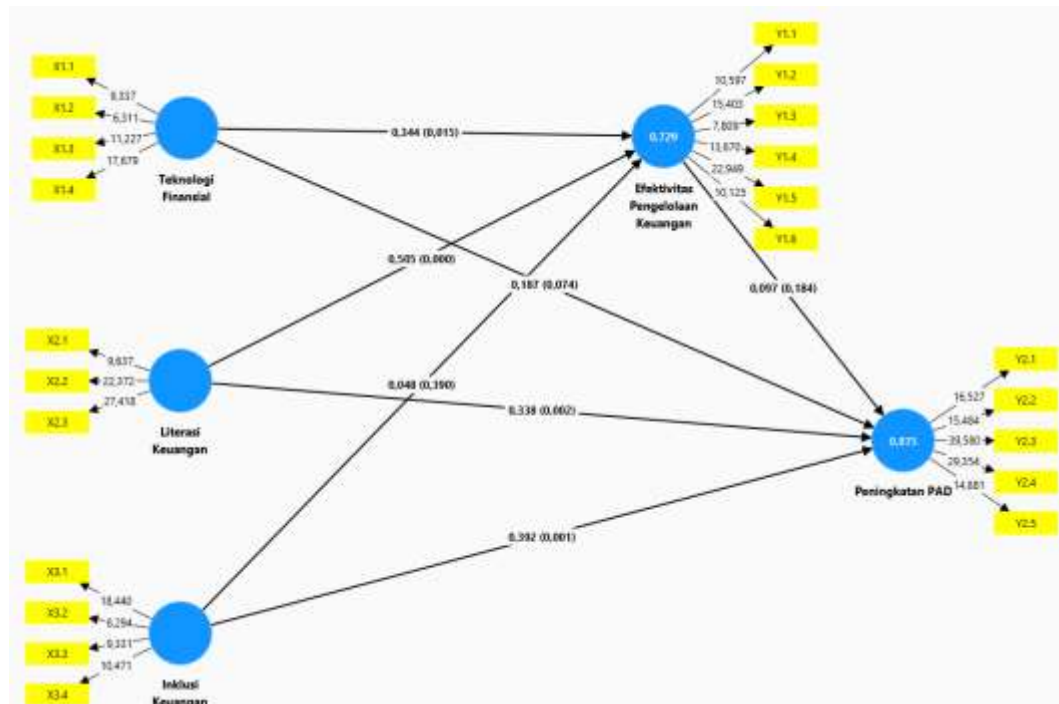 X1.1
X1.2
X1.3
X1.4
6,311
11,227
17,679
Teknologi
Finansial
0,344 (0,015)
Y1.1
Y1.2
Y1.3
Y1.4
Y1.5
Y1.6
10,597
15,403
13,670
22,949
10,123
0,729
Efektivitas
Pengelolaan
Keuangan
0,505 (0,000)
0,187 (0,074)
0,097 (0,184)
X2.1
X2.2
X2.3
9,637
22,372
27,418
Literasi
Keuangan
0,048 (0,390)
0,338 (0,002)
Y2.1
Y2.2
Y2.3
Y2.4
Y2.5
16,527
15,484
39,580
29,354
14,881
0,873
Peningkatan PAD
0,392 (0,001)
X3.1
X3.2
X3.3
X3.4
18,440
6,294
9,331
10,471
Inklusi
Keuangan